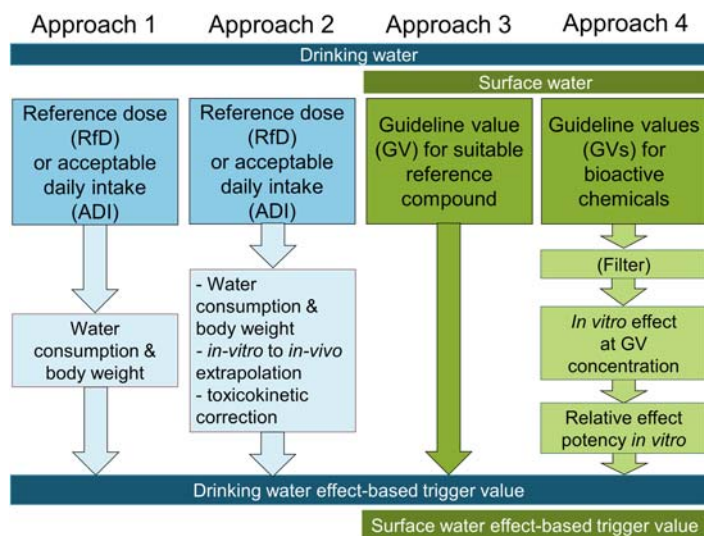 Approach 1
Approach 2
Approach 3
Approach 4
Drinking water
Surface water
Reference dose
(RfD)
or acceptable
daily intake
(ADI)
Reference dose
(RfD)
or acceptable
daily intake
(ADI)
Guideline value
(GV) for suitable
reference
compound
Guideline values
(GVs) for
bioactive
chemicals
Water
consumption &
body weight
- Water
consumption &
body weight
- in-vitro to in-vivo
extrapolation
- toxicokinetic
correction
(Filter)
In vitro effect
at GV
concentration
Relative effect
potency in vitro
Drinking water effect-based trigger value
Surface water effect-based trigger value